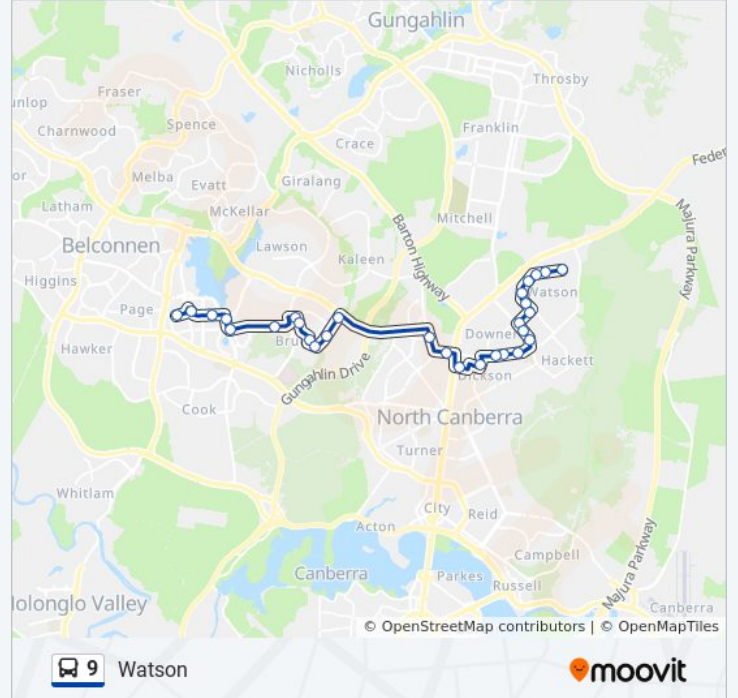 Gungahlin
Nicholls
Throsby
Fraser
unlop
Spence
Charnwood
Franklin
Crace
Feder
Melba
Evatt
Giralang
or
Latham
McKellar
Mitchell
Majura Parkway
Barton Highway
Belconnen
Lawson
Kaleen
Higgins
Watson
Page
Bru
Downer
Hawker
Hackett
Gungahlin Drive
Dickson
Cook
North Canberra
Turner
Whitlam
City
Reid
Acton
Campbell
Canberra
Parkes
Russell
Majura Parkway
Molonglo Valley
Canberra
© OpenStreetMap contributors | © OpenMapTiles
9 Watson
moovit